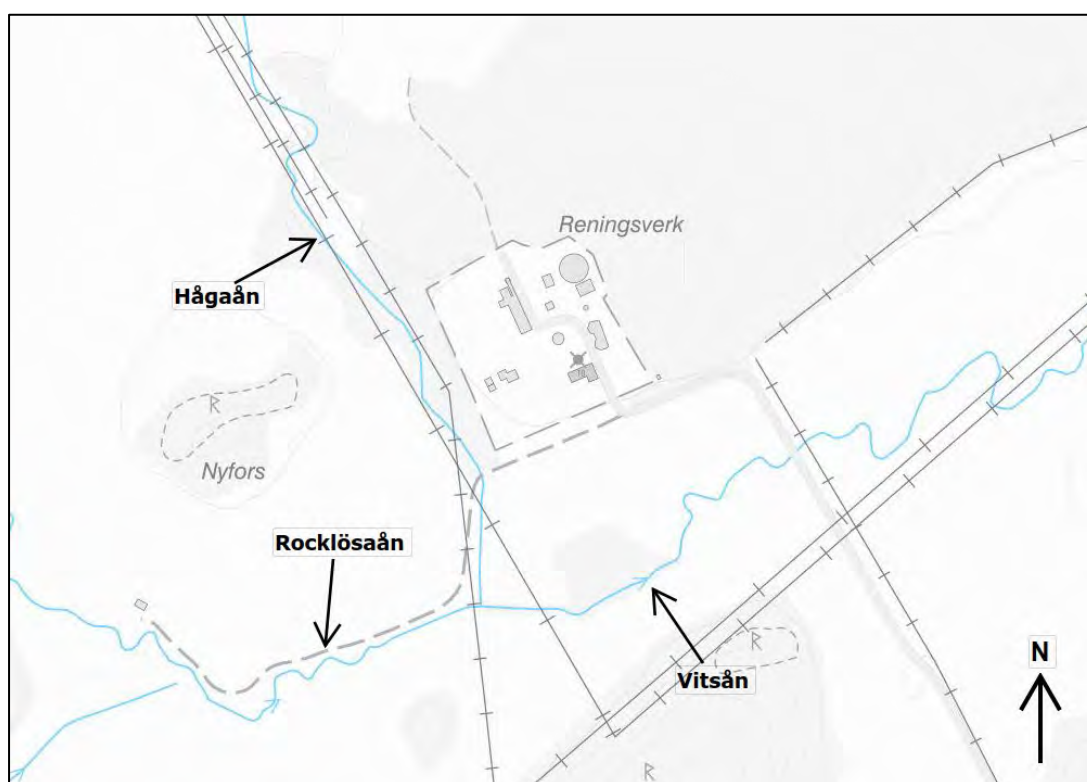 Reningsverk
Hågaån
R
Nyfors
Rocklösaån
R
Vitsån
N
R